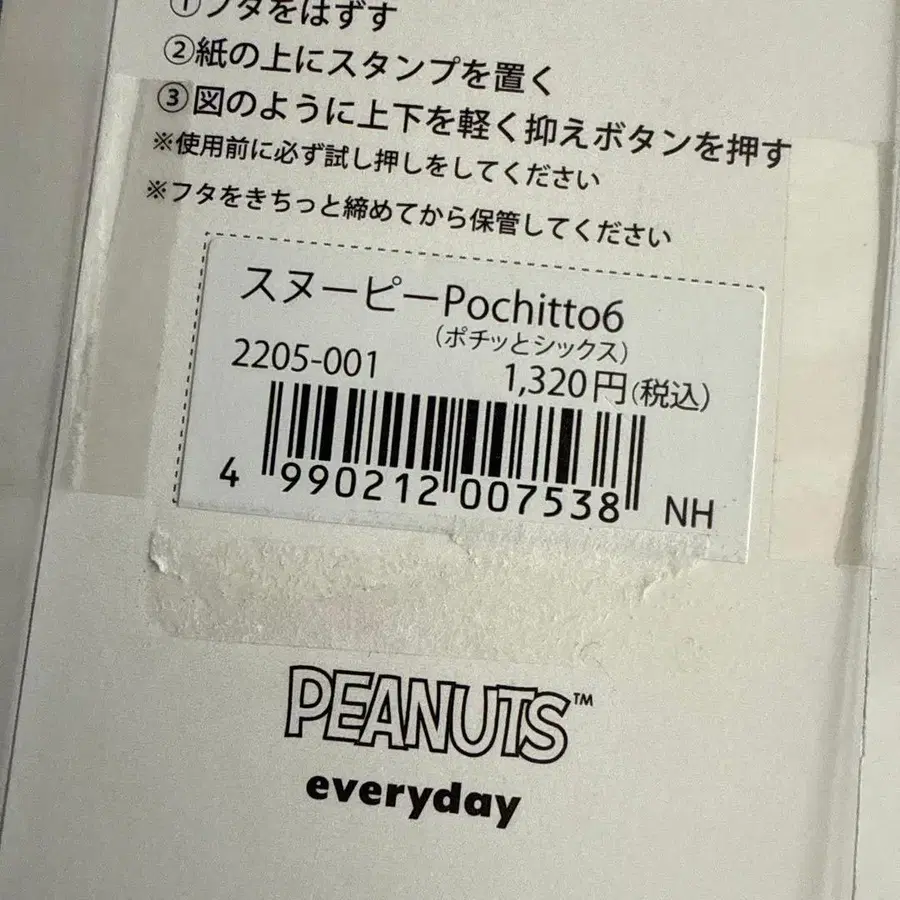 ①フタをはずす
②紙の上にスタンプを置く
③図のように上下を軽く抑えボタンを押す
※使用前に必ず試し押しをしてください
※フタをきちっと締めてから保管してください
スヌーピーPochitto6
(ポチッとシックス)
2205-001 1,320円(税込)
4 990212 007538 NH
PEANUTS™
everyday